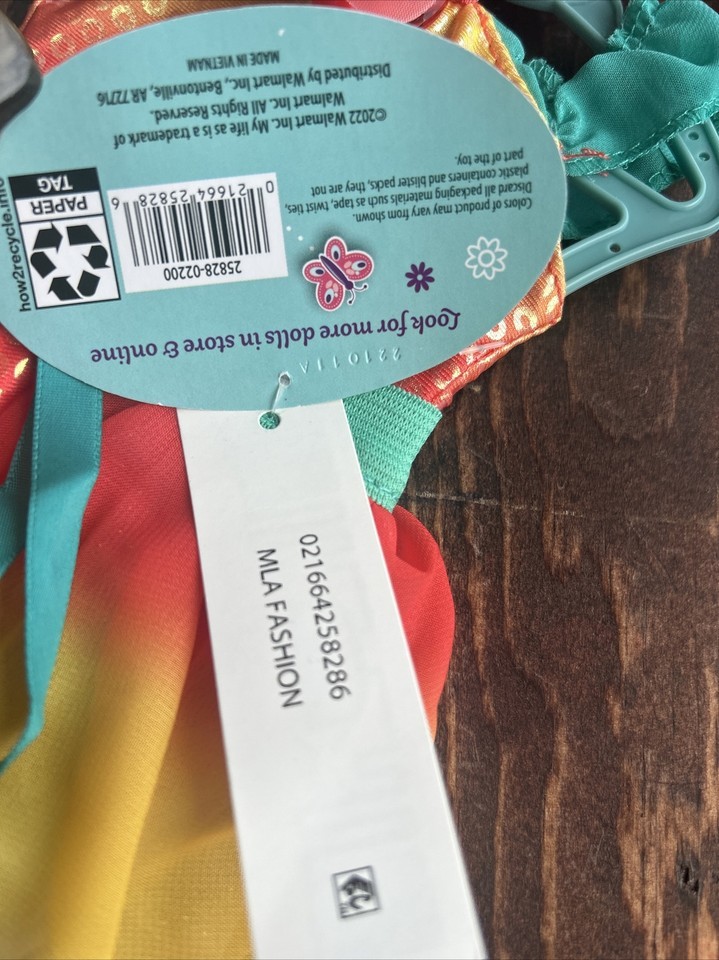 Look for more dolls in store & online
221011A
Colors of product may vary from shown.
Discard all packaging materials such as tape, twist ties,
plastic containers and blister packs, they are not
part of the toy.
25828-02200
0 21664 25828 6
how2recycle.info
PAPER
TAG
©2022 Walmart Inc. My life as is a trademark of
Walmart Inc. All Rights Reserved.
Distributed by Walmart Inc., Bentonville, AR 72716
MADE IN VIETNAM
021664258286
MLA FASHION